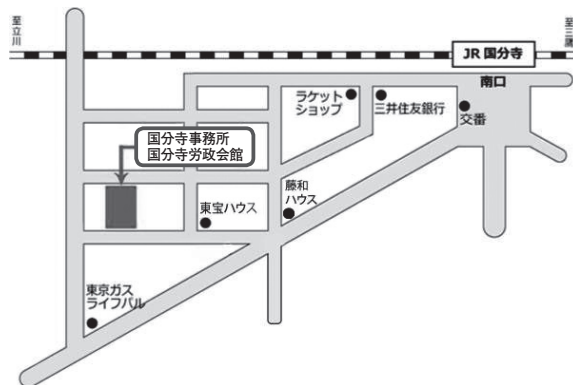 至立川
至三鷹
JR 国分寺
南口
ラケット
ショップ
三井住友銀行
交番
国分寺事務所
国分寺労政会館
東宝ハウス
藤和
ハウス
東京ガス
ライフバル